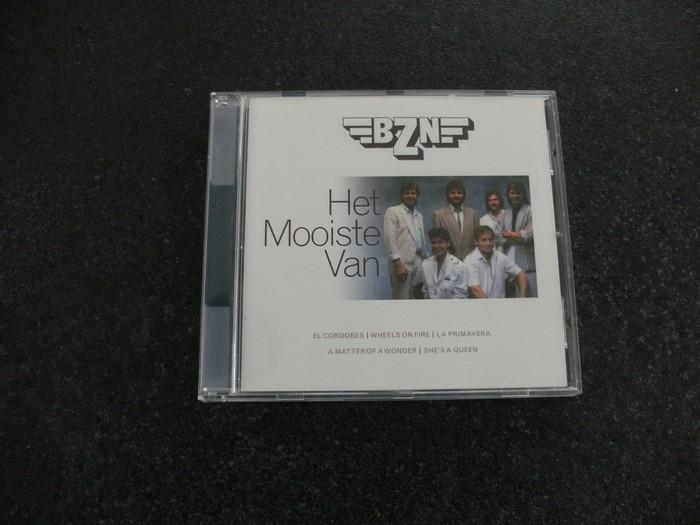 BZN
Het
Mooiste
Van
EL CORDOBES | WHEELS ON FIRE | LA PRIMAVERA
A MATTER OF A WONDER | SHE'S A QUEEN